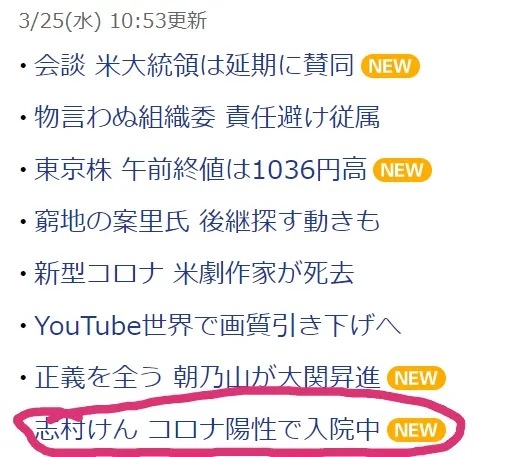 3/25(水) 10:53更新
・会談 米大統領は延期に賛同 NEW
・物言わぬ組織委 責任避け従属
・東京株 午前終値は1036円高 NEW
・窮地の案里氏 後継探す動きも
・新型コロナ 米劇作家が死去
・YouTube世界で画質引き下げへ
・正義を全う 朝乃山が大関昇進 NEW
・志村けん コロナ陽性で入院中 NEW